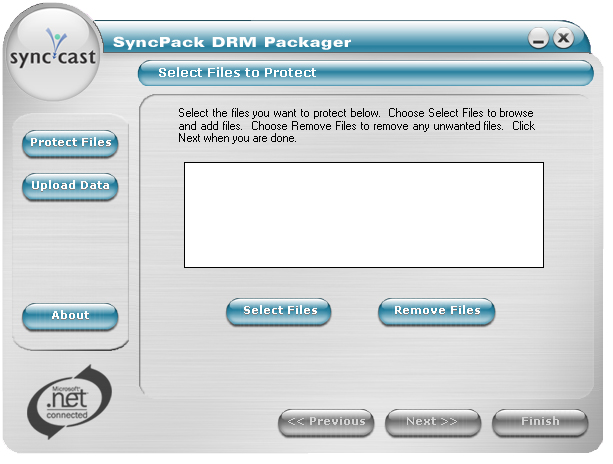 sync cast
SyncPack DRM Packager
Select Files to Protect
Select the files you want to protect below. Choose Select Files to browse
and add files. Choose Remove Files to remove any unwanted files. Click
Next when you are done.
Protect Files
Upload Data
Select Files
Remove Files
About
Microsoft
.net
connected
<< Previous
Next >>
Finish